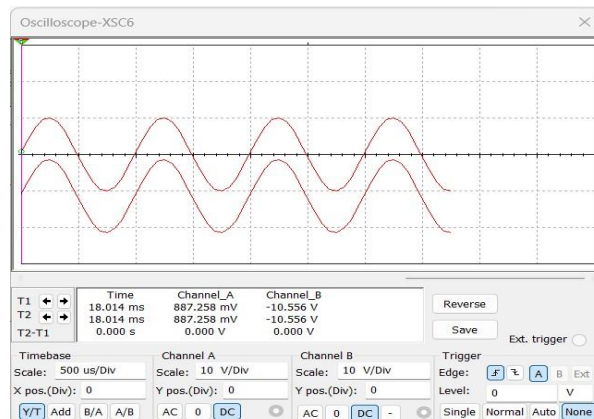 Oscilloscope-XSC6
Time Channel_A Channel_B
T1 18.014 ms 887.258 mV -10.556 V
T2 18.014 ms 887.258 mV -10.556 V
T2-T1 0.000 s 0.000 V 0.000 V
Reverse
Save
Ext. trigger
Timebase Channel A Channel B Trigger
Scale: 500 us/Div Scale: 10 V/Div Scale: 10 V/Div Edge: A B Ext
X pos.(Div): 0 Y pos.(Div): 0 Y pos.(Div): 0 Level: 0 V
Y/T Add B/A A/B AC 0 DC AC 0 DC - Single Normal Auto None